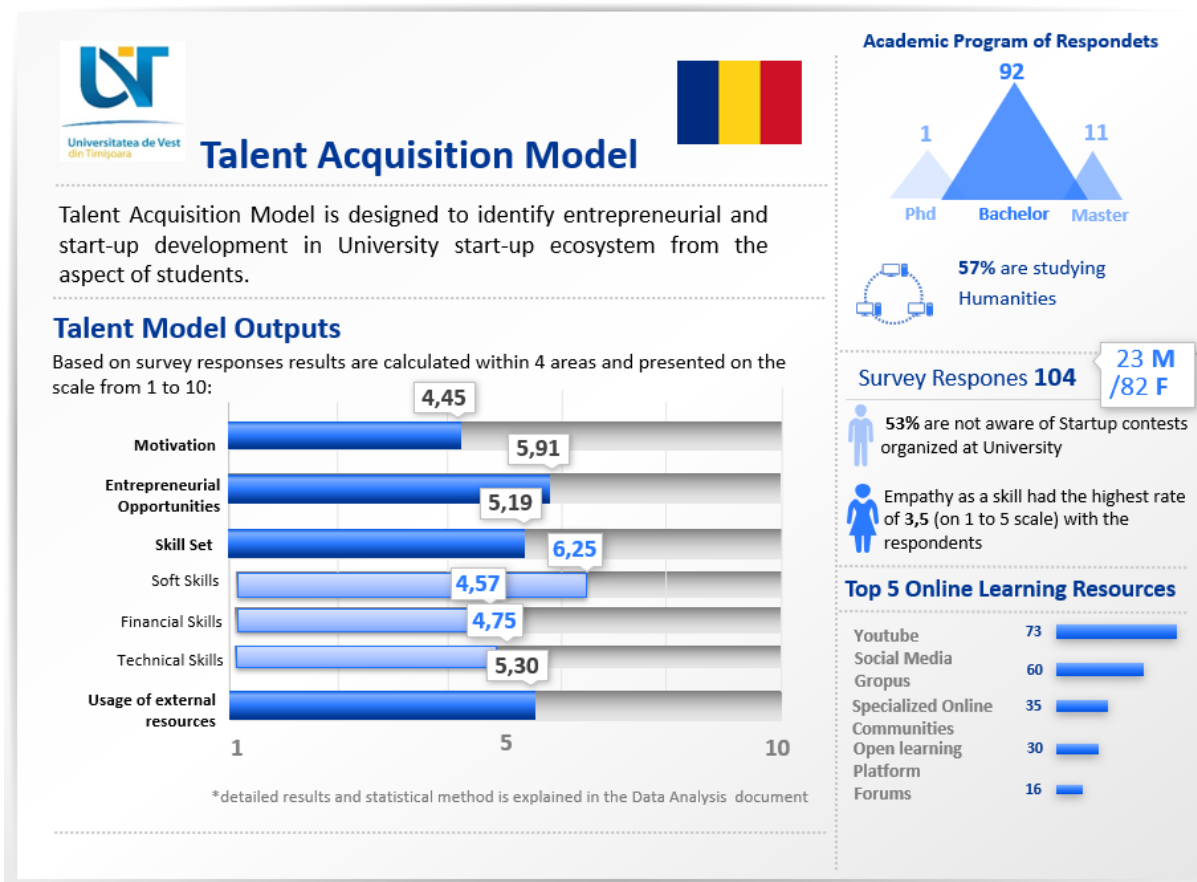 UVT
Universitatea de Vest
din Timișoara
Talent Acquisition Model
Talent Acquisition Model is designed to identify entrepreneurial and
start-up development in University start-up ecosystem from the
aspect of students.
Talent Model Outputs
Based on survey responses results are calculated within 4 areas and presented on the
scale from 1 to 10:
4,45
Motivation
5,91
Entrepreneurial
Opportunities
5,19
Skill Set
6,25
Soft Skills
4,57
Financial Skills
4,75
Technical Skills
5,30
Usage of external
resources
1
5
10
*detailed results and statistical method is explained in the Data Analysis document
Academic Program of Respondets
92
1
11
Phd
Bachelor
Master
57% are studying
Humanities
Survey Respones 104
23 M
/82 F
53% are not aware of Startup contests
organized at University
Empathy as a skill had the highest rate
of 3,5 (on 1 to 5 scale) with the
respondents
Top 5 Online Learning Resources
Youtube 73
Social Media
Gropus 60
Specialized Online 35
Communities
Open learning 30
Platform
Forums 16